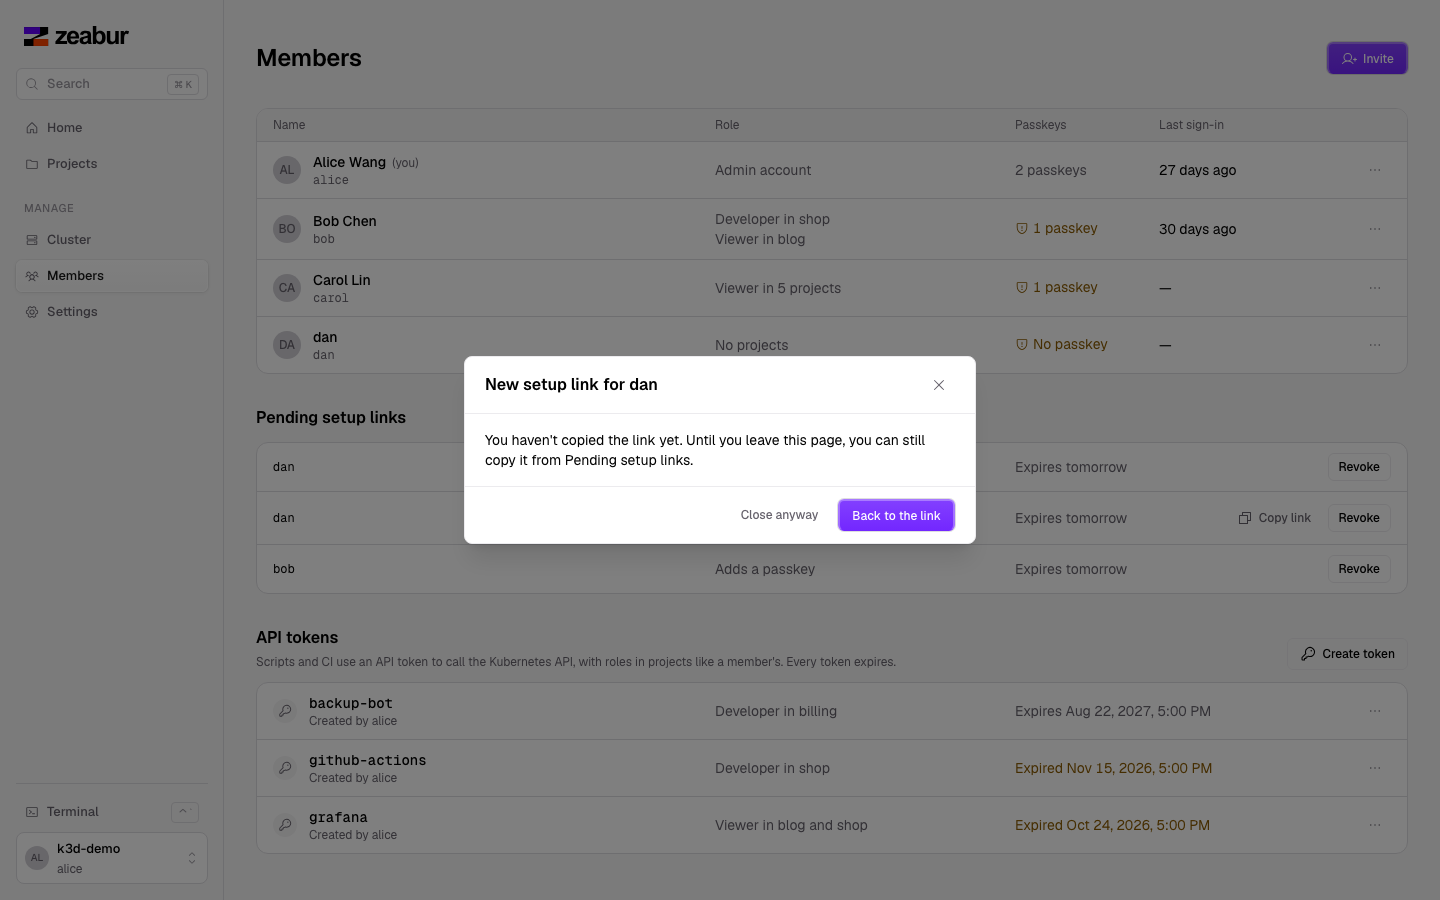 zeabur
Search
⌘ K
Home
Projects
MANAGE
Cluster
Members
Settings
Terminal
AL
k3d-demo
alice
Members
Invite
Name Role Passkeys Last sign-in
AL Alice Wang (you) Admin account 2 passkeys 27 days ago
alice
BO Bob Chen Developer in shop 1 passkey 30 days ago
bob Viewer in blog
CA Carol Lin Viewer in 5 projects 1 passkey —
carol
DA dan No projects No passkey —
dan
Pending setup links
dan Expires tomorrow Revoke
dan Expires tomorrow Copy link Revoke
bob Adds a passkey Expires tomorrow Revoke
New setup link for dan
You haven't copied the link yet. Until you leave this page, you can still
copy it from Pending setup links.
Close anyway Back to the link
API tokens
Scripts and CI use an API token to call the Kubernetes API, with roles in projects like a member's. Every token expires.
Create token
backup-bot Developer in billing Expires Aug 22, 2027, 5:00 PM
Created by alice
github-actions Developer in shop Expired Nov 15, 2026, 5:00 PM
Created by alice
grafana Viewer in blog and shop Expired Oct 24, 2026, 5:00 PM
Created by alice